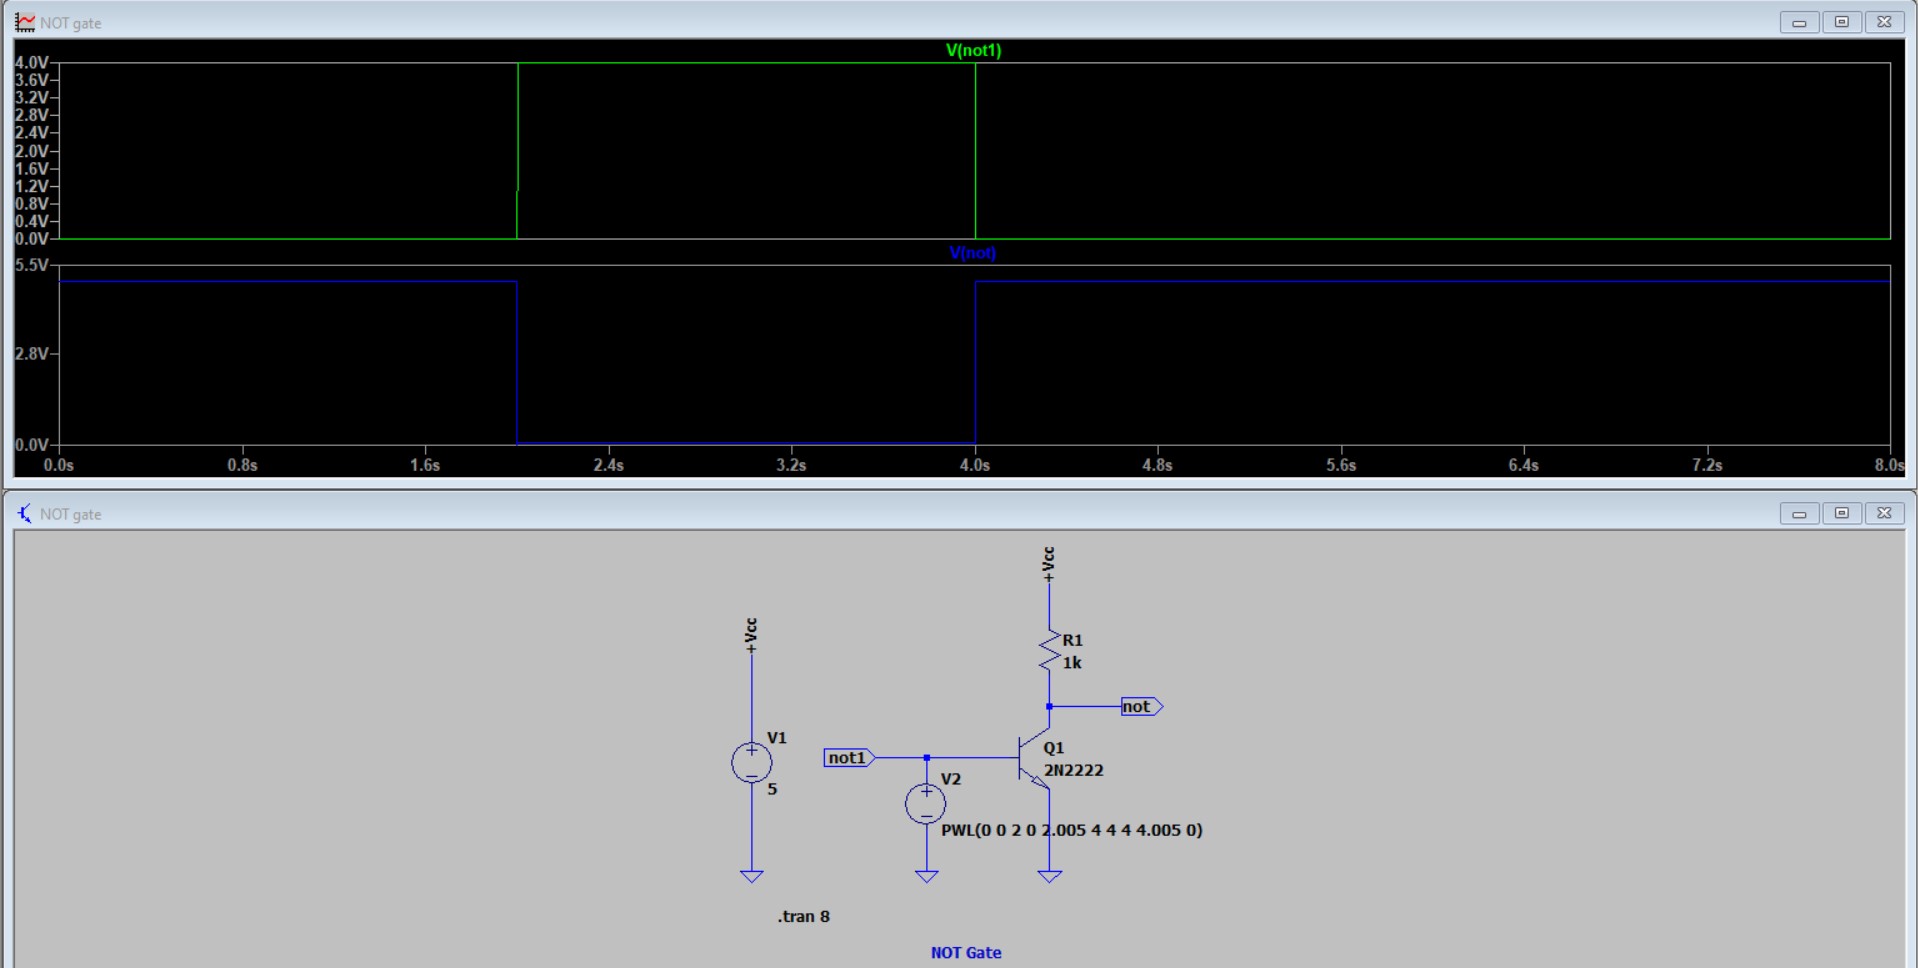 NOT gate
V(not1)
4.0V
3.6V
3.2V
2.8V
2.4V
2.0V
1.6V
1.2V
0.8V
0.4V
0.0V
V(not)
5.5V
2.8V
0.0V
0.0s 0.8s 1.6s 2.4s 3.2s 4.0s 4.8s 5.6s 6.4s 7.2s 8.0s
NOT gate
+Vcc
R1
1k
not
+Vcc
V1
5
not1
V2
Q1
2N2222
PWL(0 0 2 0 2.005 4 4 4 4.005 0)
.tran 8
NOT Gate